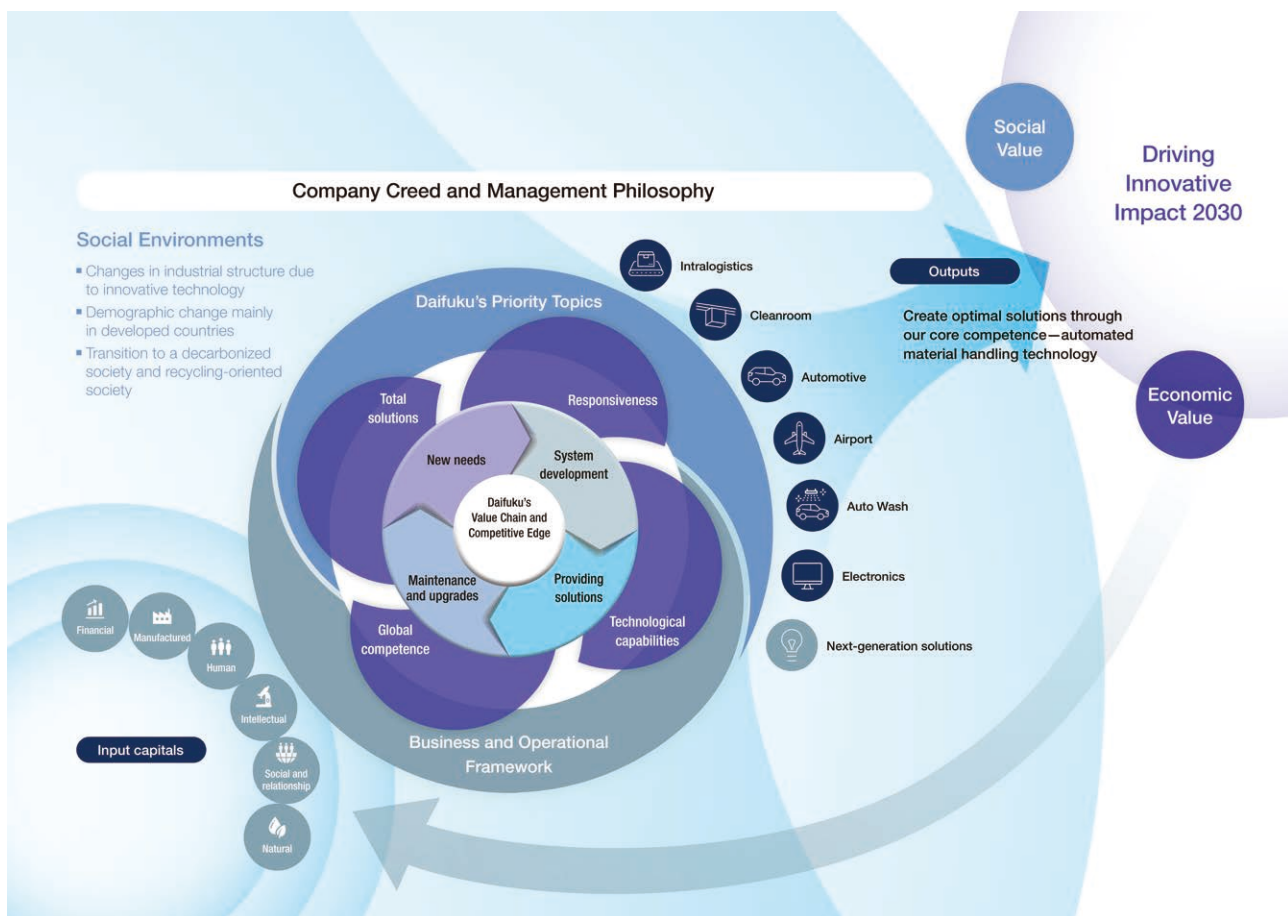 Social
Value
Driving
Innovative
Impact 2030
Company Creed and Management Philosophy
Social Environments
▪ Changes in industrial structure due
to innovative technology
▪ Demographic change mainly
in developed countries
▪ Transition to a decarbonized
society and recycling-oriented
society
Daifuku's Priority Topics
Total
solutions
Responsiveness
New needs
System
development
Daifuku's
Value Chain and
Competitive Edge
Maintenance
and upgrades
Providing
solutions
Global
competence
Technological
capabilities
Business and Operational
Framework
Intralogistics
Cleanroom
Automotive
Airport
Auto Wash
Electronics
Next-generation solutions
Outputs
Create optimal solutions through
our core competence—automated
material handling technology
Economic
Value
Financial
Manufactured
Human
Intellectual
Social and
relationship
Natural
Input capitals